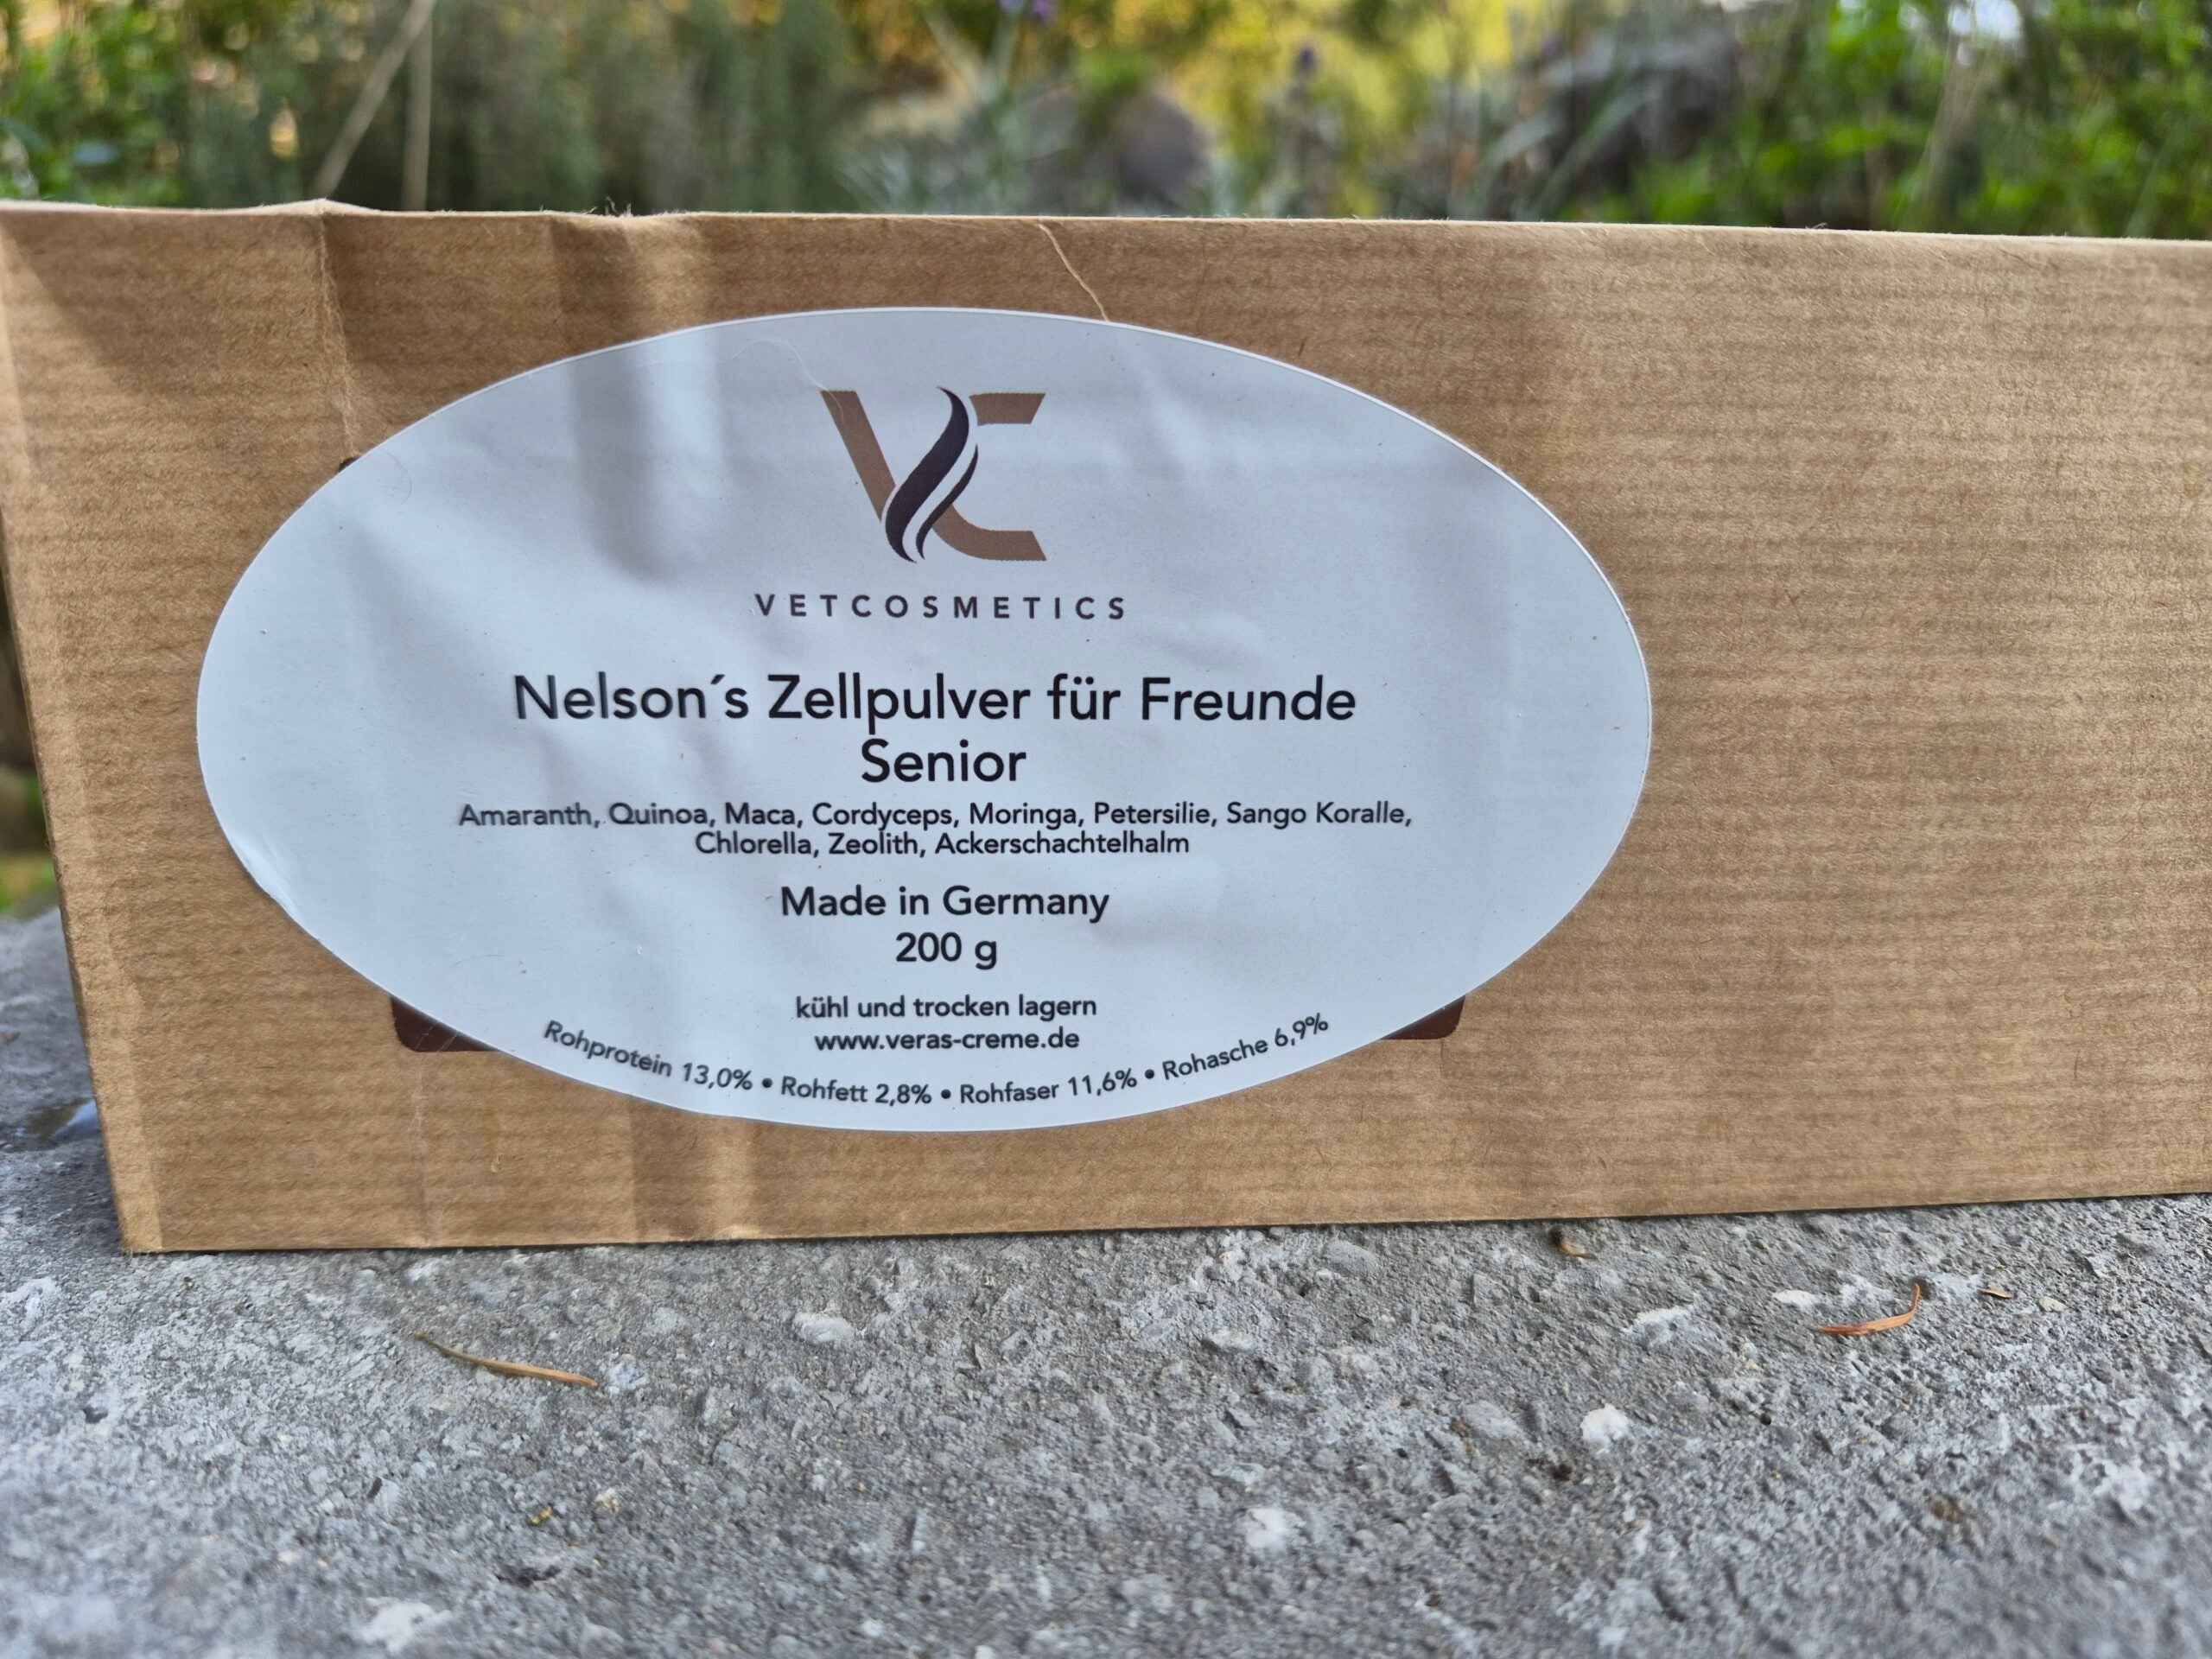 VC
VETCOSMETICS
Nelson´s Zellpulver für Freunde
Senior
Amaranth, Quinoa, Maca, Cordyceps, Moringa, Petersilie, Sango Koralle,
Chlorella, Zeolith, Ackerschachtelhalm
Made in Germany
200 g
kühl und trocken lagern
www.veras-creme.de
Rohprotein 13,0% • Rohfett 2,8% • Rohfaser 11,6% • Rohasche 6,9%